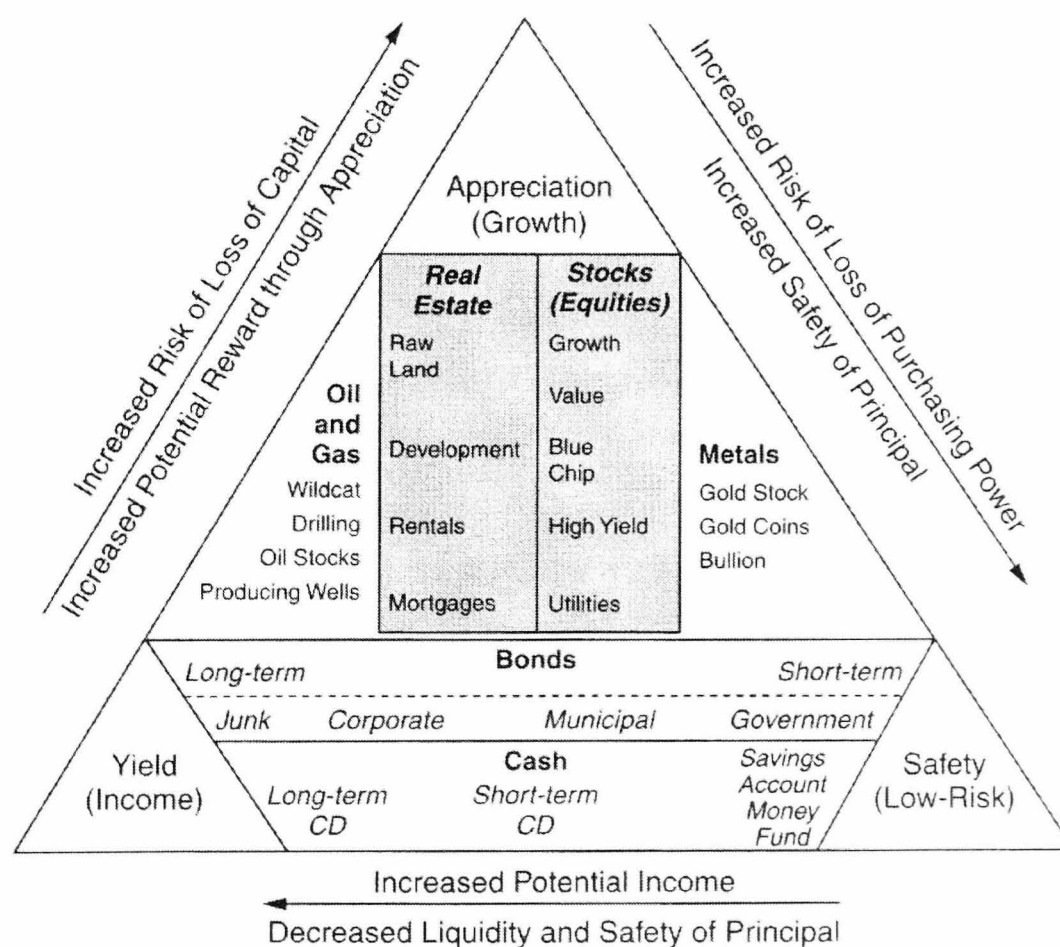 Increased Risk of Loss of Capital
Increased Potential Reward through Appreciation
Increased Risk of Loss of Purchasing Power
Increased Safety of Principal
Appreciation
(Growth)
Real
Estate
Raw
Land
Development
Rentals
Mortgages
Stocks
(Equities)
Growth
Value
Blue
Chip
High Yield
Utilities
Oil
and
Gas
Wildcat
Drilling
Oil Stocks
Producing Wells
Metals
Gold Stock
Gold Coins
Bullion
Bonds
Long-term
Short-term
Junk
Corporate
Municipal
Government
Cash
Long-term
CD
Short-term
CD
Savings
Account
Money
Fund
Yield
(Income)
Safety
(Low-Risk)
Increased Potential Income
Decreased Liquidity and Safety of Principal